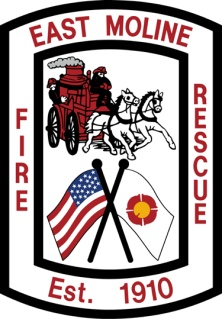 EAST MOLINE
FIRE
RESCUE
Est. 1910